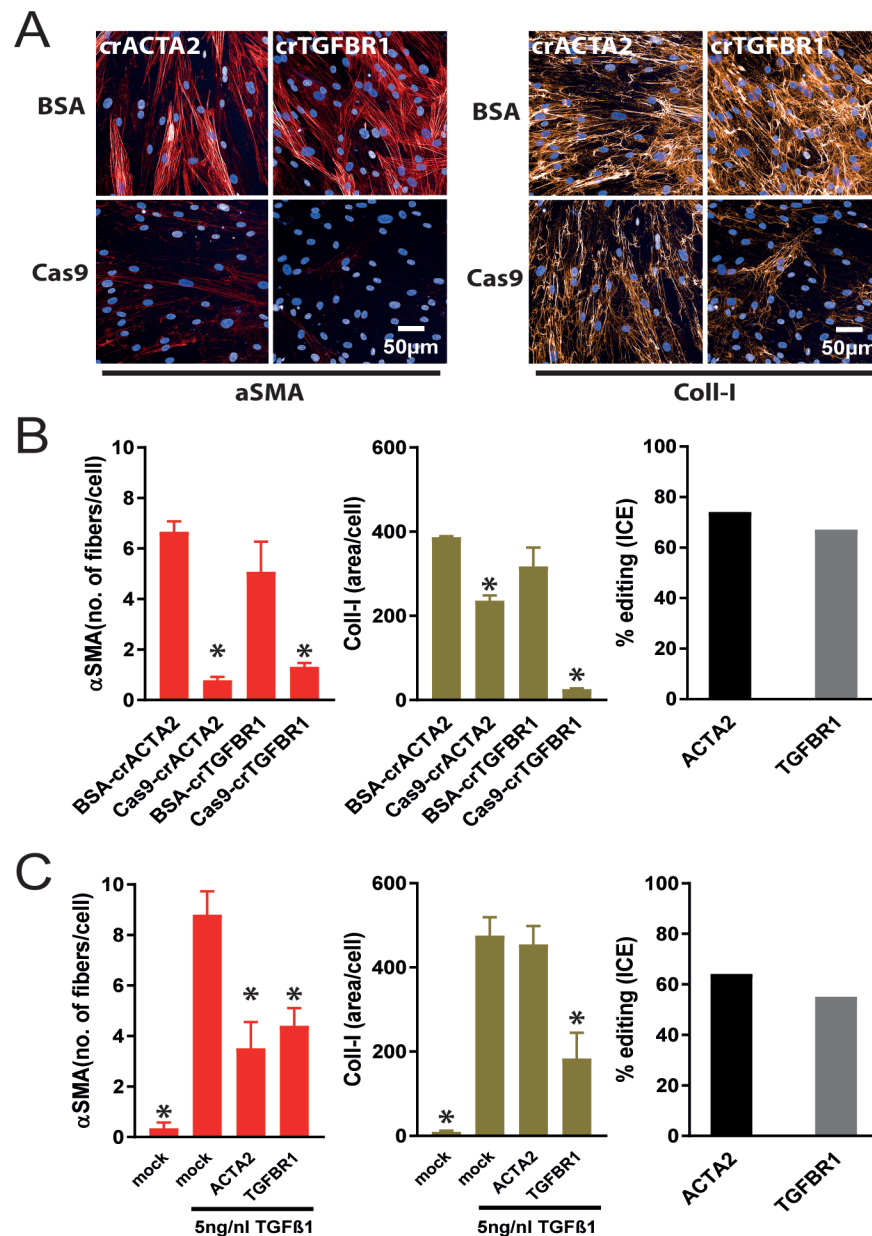 A
crACTA2 crTGFBR1
BSA
Cas9
50μm
aSMA
crACTA2 crTGFBR1
BSA
Cas9
50μm
Coll-I
B
αSMA(no. of fibers/cell)
10
8
6
4
2
0
*
*
BSA-crACTA2
Cas9-crACTA2
BSA-crTGFBR1
Cas9-crTGFBR1
Coll-I (area/cell)
600
400
200
0
*
*
BSA-crACTA2
Cas9-crACTA2
BSA-crTGFBR1
Cas9-crTGFBR1
% editing (ICE)
100
80
60
40
20
0
ACTA2
TGFBR1
C
αSMA(no. of fibers/cell)
10
8
6
4
2
0
*
*
*
mock
mock
ACTA2
TGFBR1
5ng/nl TGFß1
Coll-I (area/cell)
600
400
200
0
*
*
mock
mock
ACTA2
TGFBR1
5ng/nl TGFß1
% editing (ICE)
100
80
60
40
20
0
ACTA2
TGFBR1